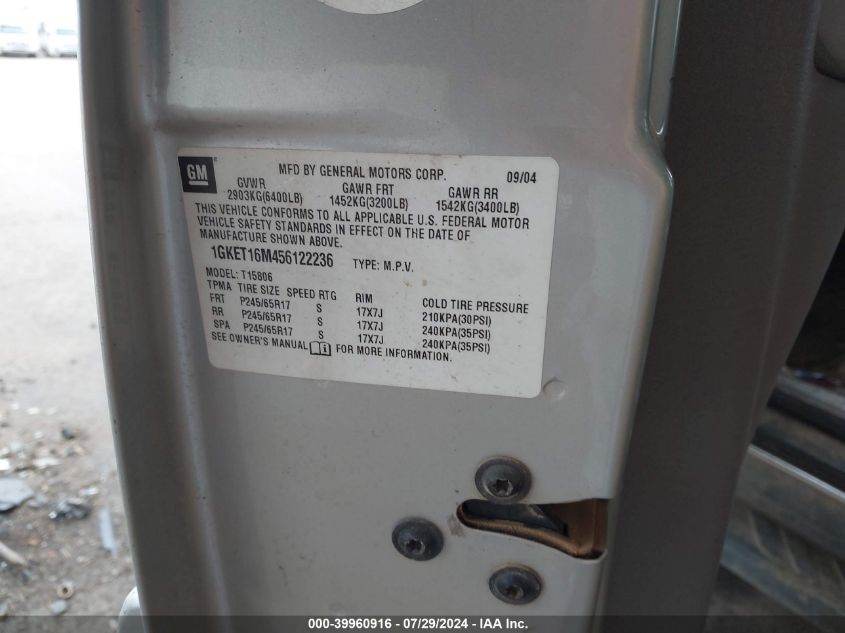 GM
MFD BY GENERAL MOTORS CORP. 09/04
GVWR GAWR FRT GAWR RR
2903KG(6400LB) 1452KG(3200LB) 1542KG(3400LB)
THIS VEHICLE CONFORMS TO ALL APPLICABLE U.S. FEDERAL MOTOR
VEHICLE SAFETY STANDARDS IN EFFECT ON THE DATE OF
MANUFACTURE SHOWN ABOVE.
1GKET16M456122236 TYPE: M.P.V.
MODEL: T15806
TPMA TIRE SIZE SPEED RTG RIM COLD TIRE PRESSURE
FRT P245/65R17 S 17X7J 210KPA(30PSI)
RR P245/65R17 S 17X7J 240KPA(35PSI)
SPA P245/65R17 S 17X7J 240KPA(35PSI)
SEE OWNER'S MANUAL i FOR MORE INFORMATION.
000-39960916 - 07/29/2024 - IAAI.com